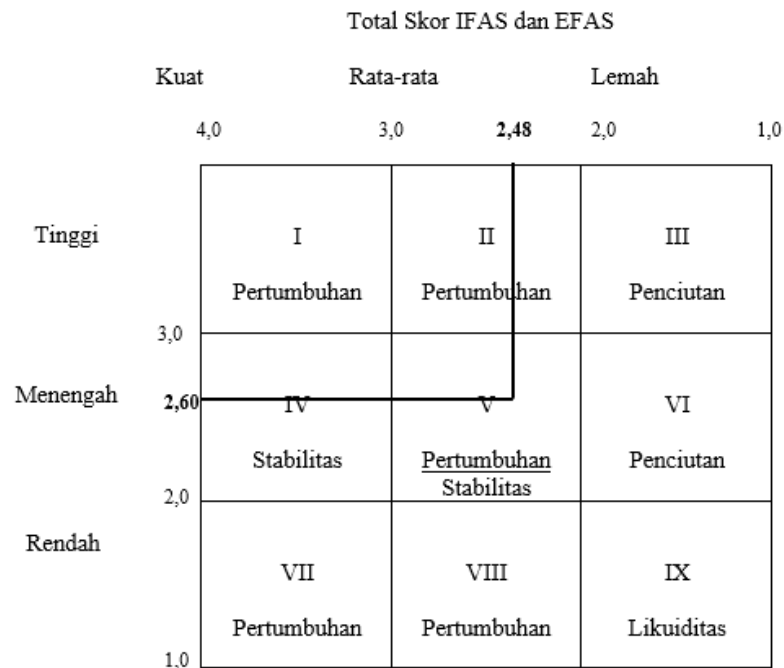 Total Skor IFAS dan EFAS
Kuat Rata-rata Lemah
4,0 3,0 2,48 2,0 1,0
Tinggi I II III
Pertumbuhan Pertumbuhan Penciutan
3,0
Menengah 2,60 IV V VI
Stabilitas Pertumbuhan Penciutan
Stabilitas
2,0
Rendah
VII VIII IX
Pertumbuhan Pertumbuhan Likuiditas
1,0